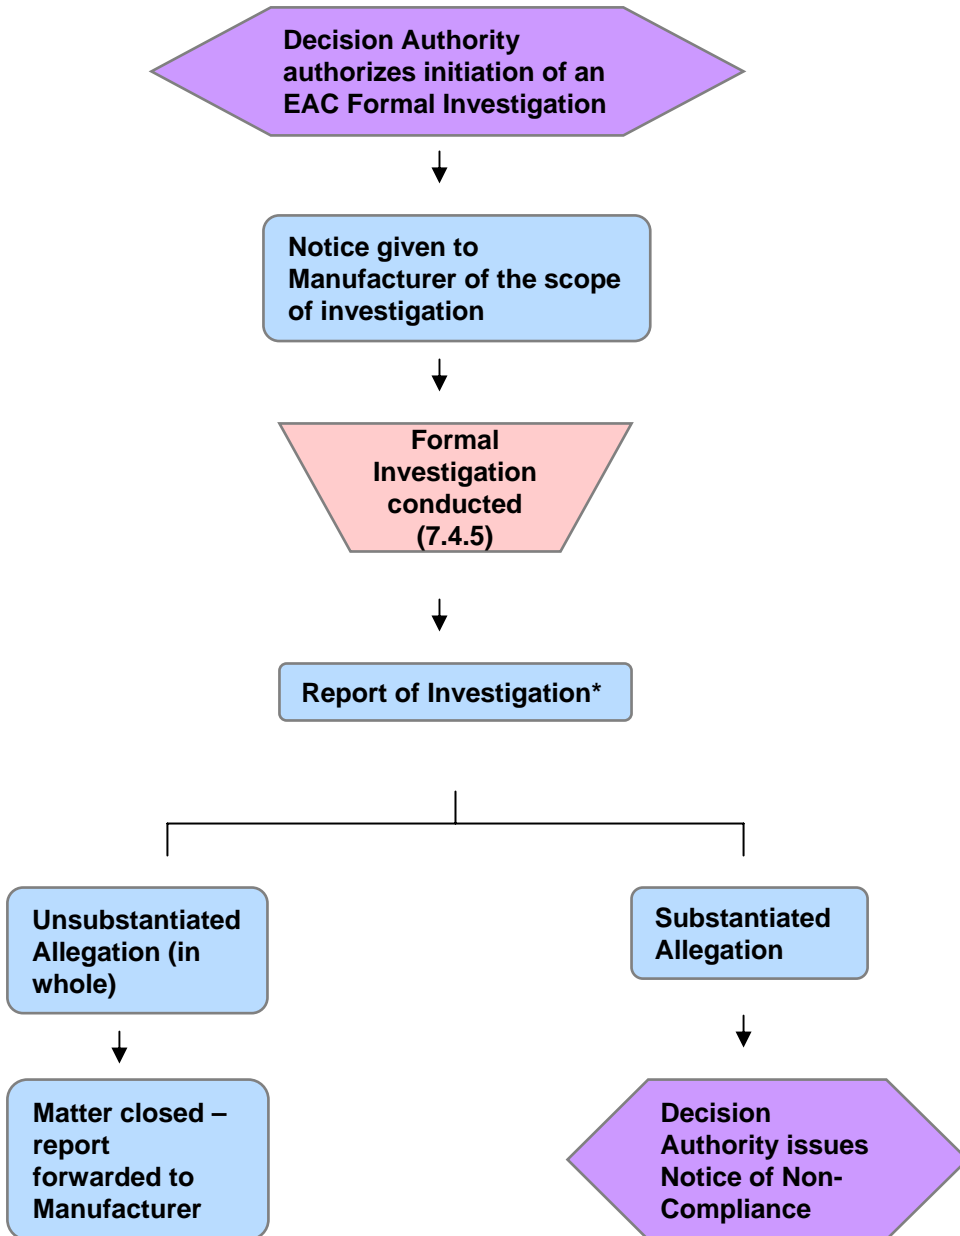 Decision Authority
authorizes initiation of an
EAC Formal Investigation
Notice given to
Manufacturer of the scope
of investigation
Formal
Investigation
conducted
(7.4.5)
Report of Investigation*
Unsubstantiated
Allegation (in
whole)
Substantiated
Allegation
Matter closed –
report
forwarded to
Manufacturer
Decision
Authority issues
Notice of Non-
Compliance